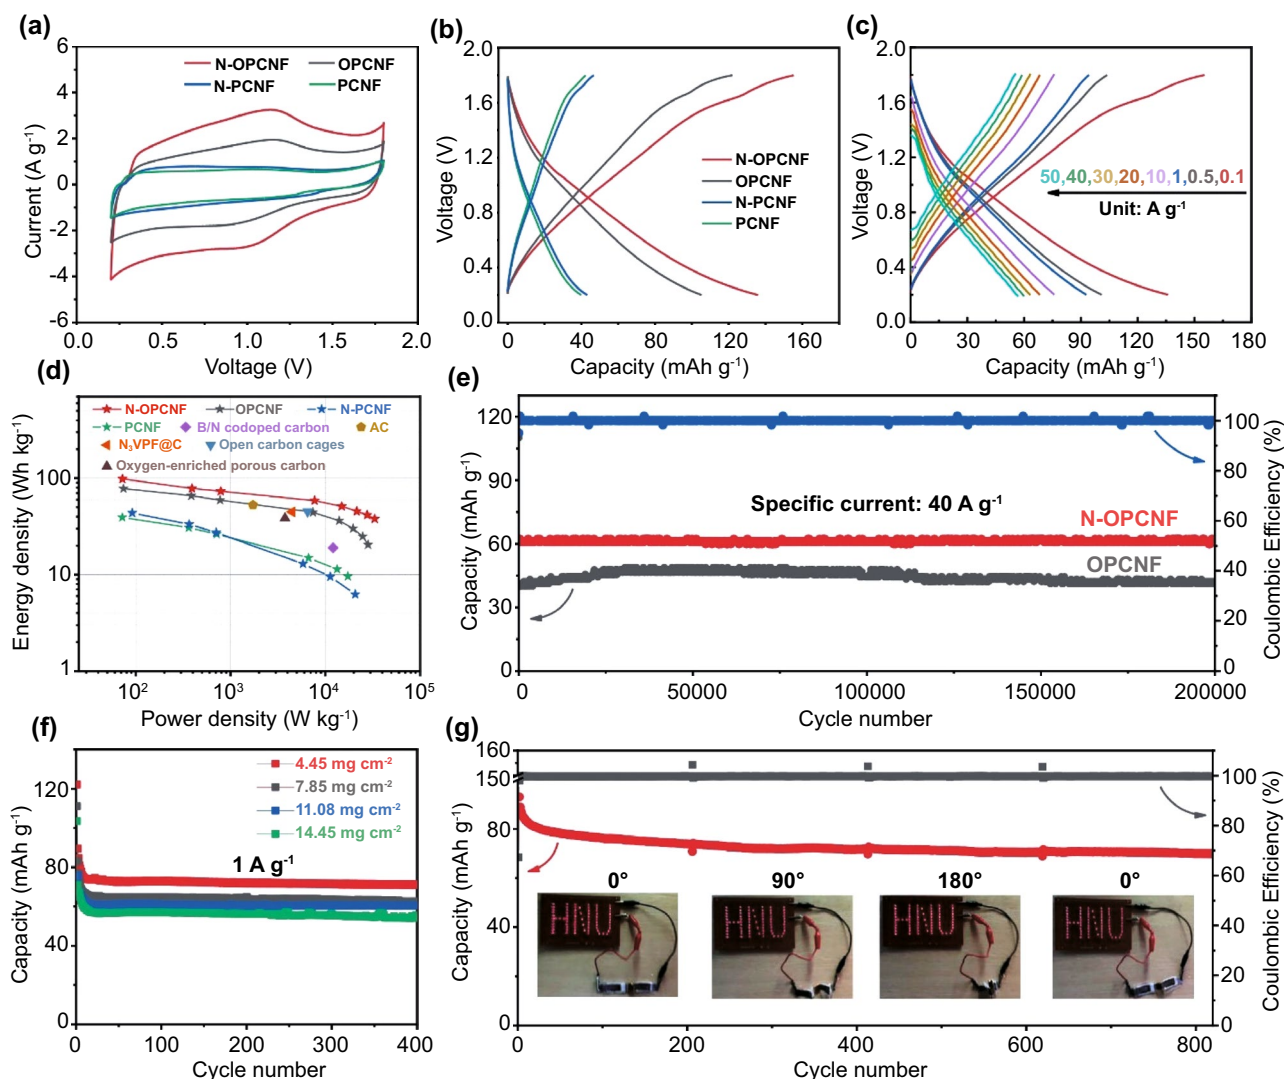 (a)
6
4
2
0
-2
-4
-6
Current (A g⁻¹)
N-OPCNF OPCNF
N-PCNF PCNF
0.0 0.5 1.0 1.5 2.0
Voltage (V)
(b)
2.0
1.6
1.2
0.8
0.4
0.0
Voltage (V)
N-OPCNF
OPCNF
N-PCNF
PCNF
0 40 80 120 160
Capacity (mAh g⁻¹)
(c)
2.0
1.6
1.2
0.8
0.4
0.0
Voltage (V)
50,40,30,20,10,1,0.5,0.1
Unit: A g⁻¹
0 30 60 90 120 150 180
Capacity (mAh g⁻¹)
(d)
Energy density (Wh kg⁻¹)
100
10
1
N-OPCNF OPCNF N-PCNF
PCNF B/N codoped carbon AC
N₃VPF@C Open carbon cages
Oxygen-enriched porous carbon
10² 10³ 10⁴ 10⁵
Power density (W kg⁻¹)
(e)
120
90
60
30
0
Capacity (mAh g⁻¹)
Specific current: 40 A g⁻¹
N-OPCNF
OPCNF
100
80
60
40
20
0
Coulombic Efficiency (%)
0 50000 100000 150000 200000
Cycle number
(f)
120
80
40
0
Capacity (mAh g⁻¹)
4.45 mg cm⁻²
7.85 mg cm⁻²
11.08 mg cm⁻²
14.45 mg cm⁻²
1 A g⁻¹
0 100 200 300 400
Cycle number
(g)
160
150
80
40
0
Capacity (mAh g⁻¹)
0° 90° 180° 0°
HNU HNU HNU HNU
100
80
60
40
20
0
Coulombic Efficiency (%)
0 200 400 600 800
Cycle number